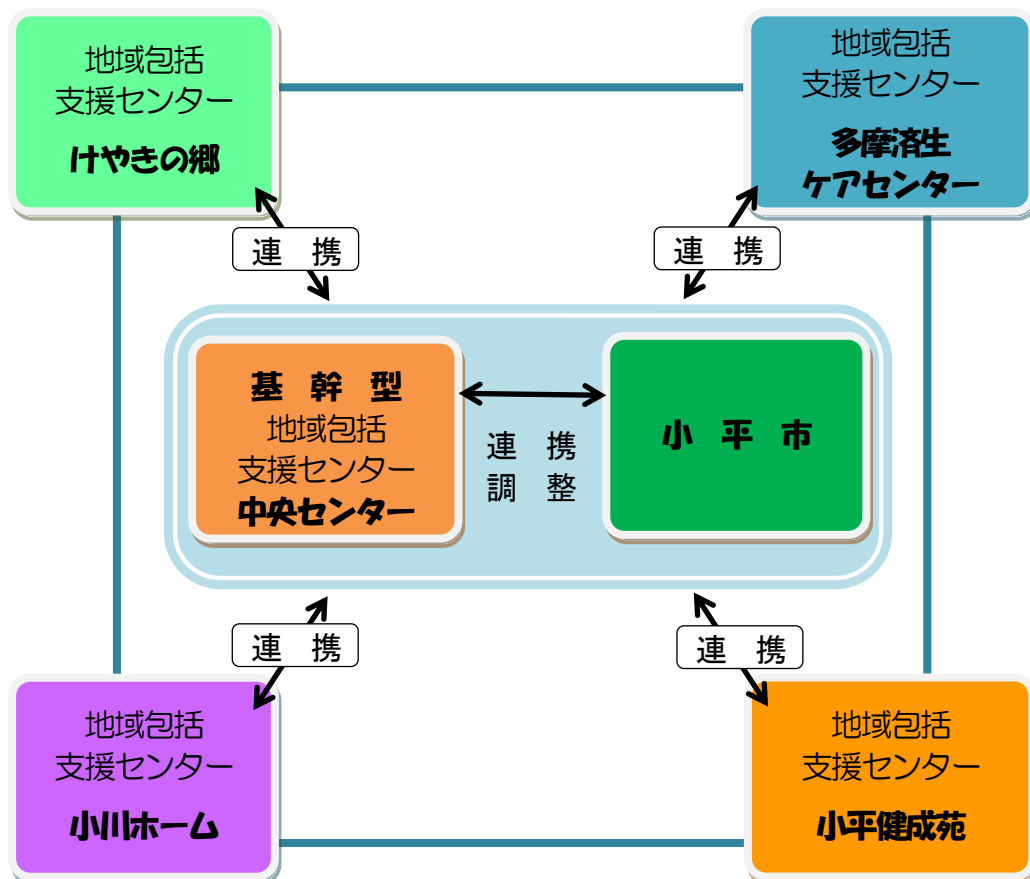 地域包括
支援センター
けやきの郷
地域包括
支援センター
多摩済生
ケアセンター
連　携
連　携
基　幹　型
地域包括
支援センター
中央センター
連　携
調　整
小　平　市
連　携
連　携
地域包括
支援センター
小川ホーム
地域包括
支援センター
小平健成苑